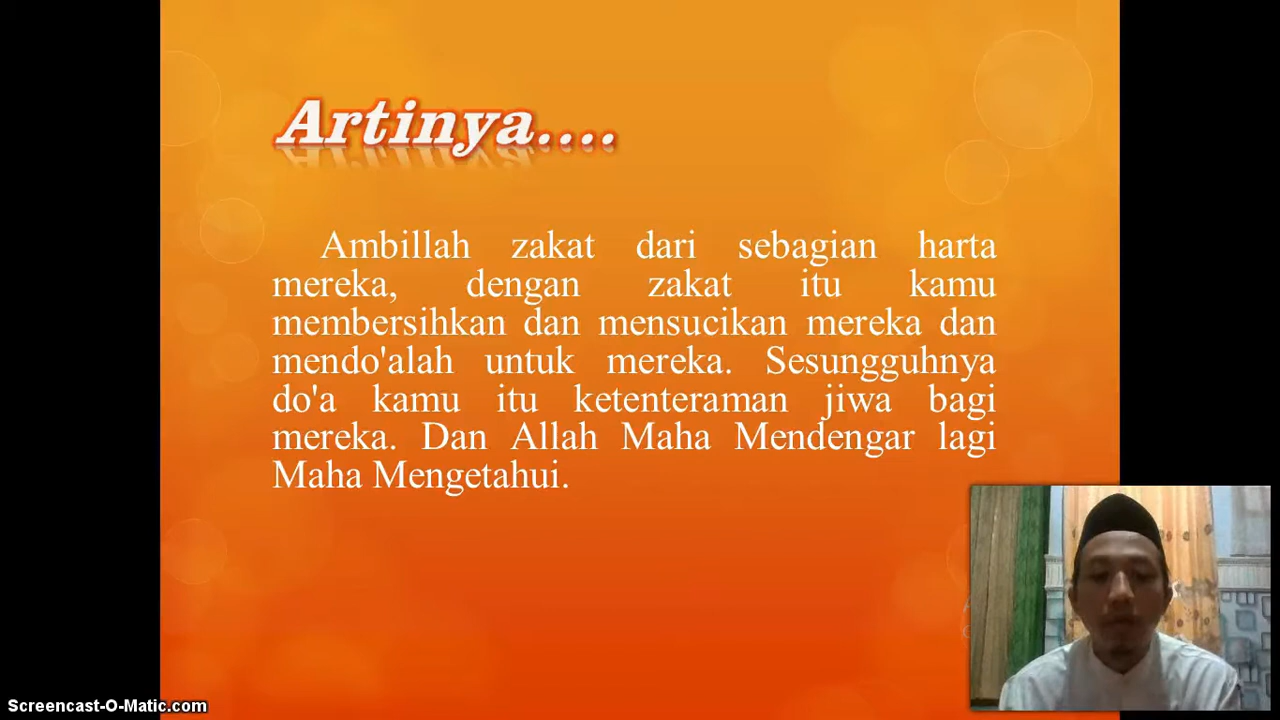 Artinya....
Ambillah zakat dari sebagian harta
mereka, dengan zakat itu kamu
membersihkan dan mensucikan mereka dan
mendo'alah untuk mereka. Sesungguhnya
do'a kamu itu ketenteraman jiwa bagi
mereka. Dan Allah Maha Mendengar lagi
Maha Mengetahui.
Screencast-O-Matic.com